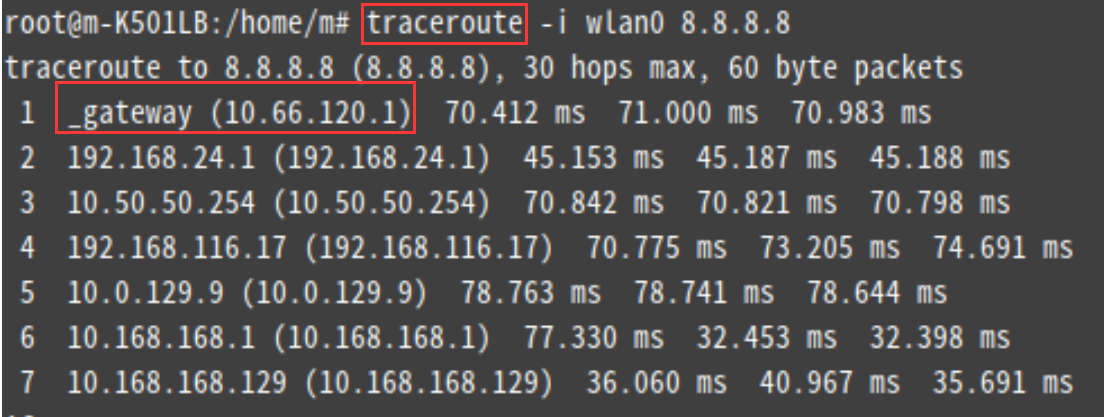 root@m-K501LB:/home/m# traceroute -i wlan0 8.8.8.8
traceroute to 8.8.8.8 (8.8.8.8), 30 hops max, 60 byte packets
1 _gateway (10.66.120.1) 70.412 ms 71.000 ms 70.983 ms
2 192.168.24.1 (192.168.24.1) 45.153 ms 45.187 ms 45.188 ms
3 10.50.50.254 (10.50.50.254) 70.842 ms 70.821 ms 70.798 ms
4 192.168.116.17 (192.168.116.17) 70.775 ms 73.205 ms 74.691 ms
5 10.0.129.9 (10.0.129.9) 78.763 ms 78.741 ms 78.644 ms
6 10.168.168.1 (10.168.168.1) 77.330 ms 32.453 ms 32.398 ms
7 10.168.168.129 (10.168.168.129) 36.060 ms 40.967 ms 35.691 ms